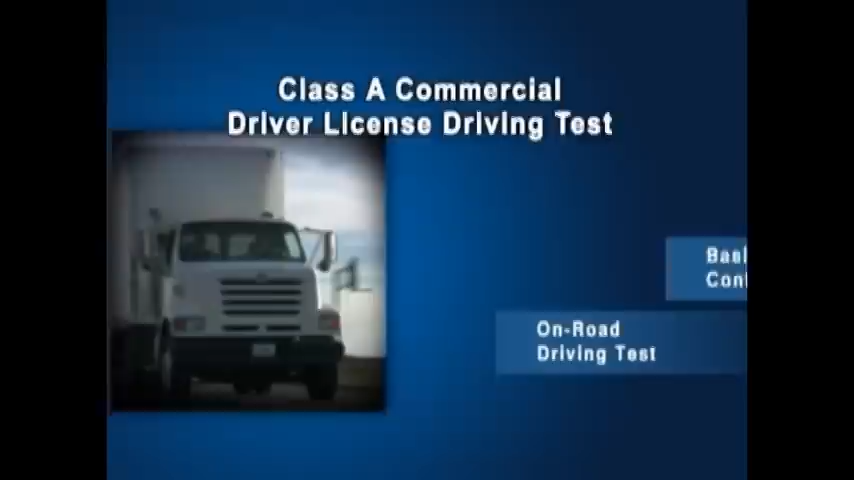 Class A Commercial
Driver License Driving Test
On-Road
Driving Test